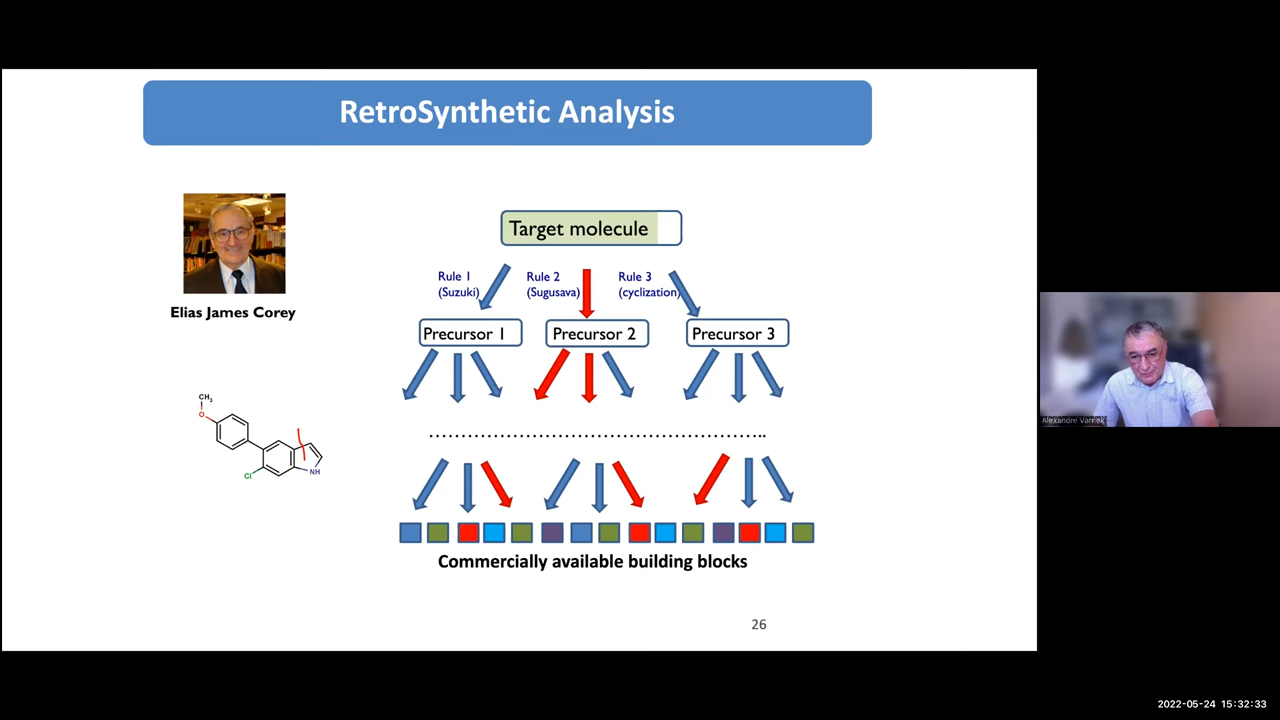 RetroSynthetic Analysis
Elias James Corey
Target molecule
Rule 1
(Suzuki)
Rule 2
(Sugusava)
Rule 3
(cyclization)
Precursor 1
Precursor 2
Precursor 3
CH3
O
Cl
NH
Commercially available building blocks
26
Alexandre Varnek
2022-05-24 15:32:33